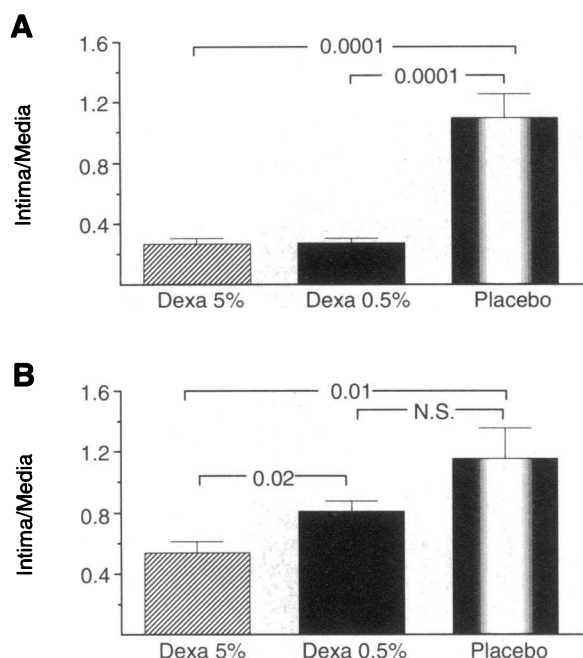 A
1.6
0.0001
0.0001
1.2
0.8
0.4
Intima/Media
Dexa 5% Dexa 0.5% Placebo
B
1.6
0.01
N.S.
1.2
0.02
0.8
0.4
Intima/Media
Dexa 5% Dexa 0.5% Placebo